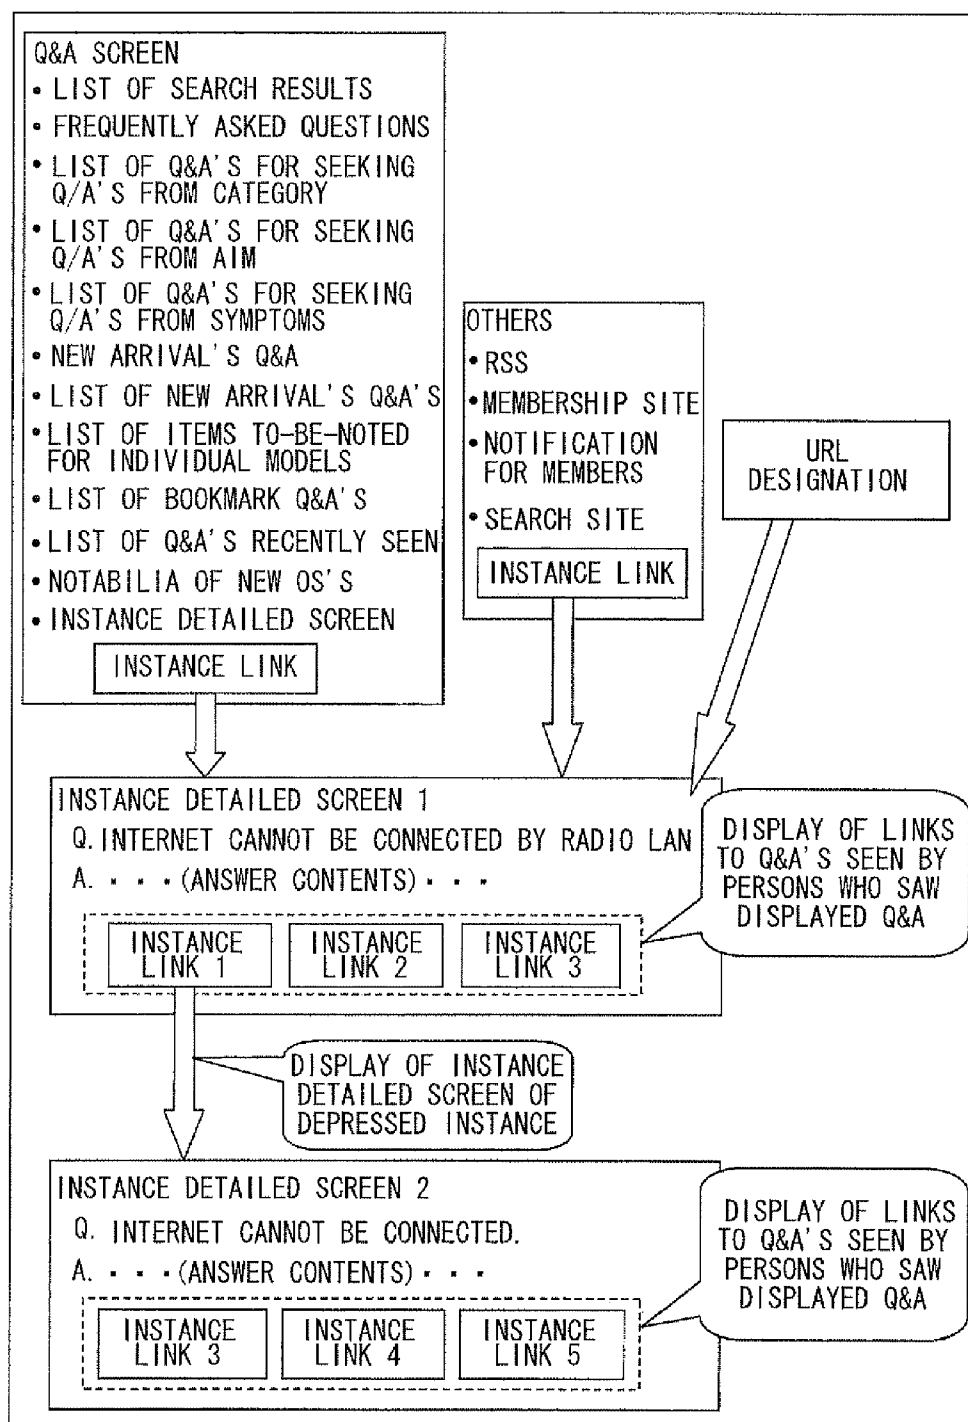 Q&A SCREEN
• LIST OF SEARCH RESULTS
• FREQUENTLY ASKED QUESTIONS
• LIST OF Q&A'S FOR SEEKING
Q/A'S FROM CATEGORY
• LIST OF Q&A'S FOR SEEKING
Q/A'S FROM AIM
• LIST OF Q&A'S FOR SEEKING
Q/A'S FROM SYMPTOMS
• NEW ARRIVAL'S Q&A
• LIST OF NEW ARRIVAL'S Q&A'S
• LIST OF ITEMS TO-BE-NOTED
FOR INDIVIDUAL MODELS
• LIST OF BOOKMARK Q&A'S
• LIST OF Q&A'S RECENTLY SEEN
• NOTABILIA OF NEW OS'S
• INSTANCE DETAILED SCREEN
INSTANCE LINK
OTHERS
• RSS
• MEMBERSHIP SITE
• NOTIFICATION
FOR MEMBERS
• SEARCH SITE
INSTANCE LINK
URL
DESIGNATION
INSTANCE DETAILED SCREEN 1
Q. INTERNET CANNOT BE CONNECTED BY RADIO LAN
A. • • • (ANSWER CONTENTS) • • •
INSTANCE
LINK 1
INSTANCE
LINK 2
INSTANCE
LINK 3
DISPLAY OF LINKS
TO Q&A'S SEEN BY
PERSONS WHO SAW
DISPLAYED Q&A
DISPLAY OF INSTANCE
DETAILED SCREEN OF
DEPRESSED INSTANCE
INSTANCE DETAILED SCREEN 2
Q. INTERNET CANNOT BE CONNECTED.
A. • • • (ANSWER CONTENTS) • • •
INSTANCE
LINK 3
INSTANCE
LINK 4
INSTANCE
LINK 5
DISPLAY OF LINKS
TO Q&A'S SEEN BY
PERSONS WHO SAW
DISPLAYED Q&A